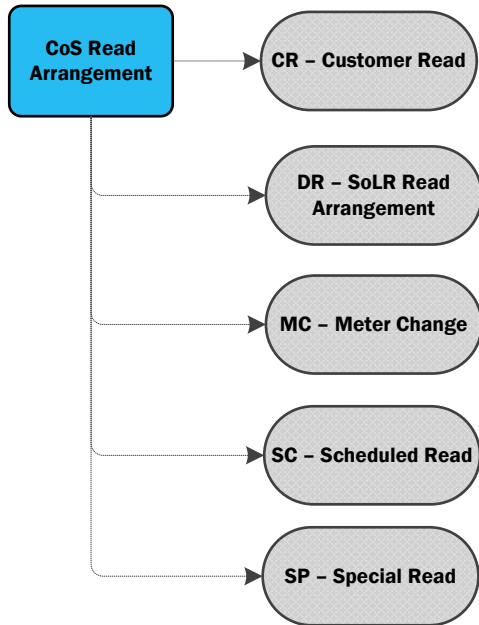 CoS Read
Arrangement
CR – Customer Read
DR – SoLR Read
Arrangement
MC – Meter Change
SC – Scheduled Read
SP – Special Read